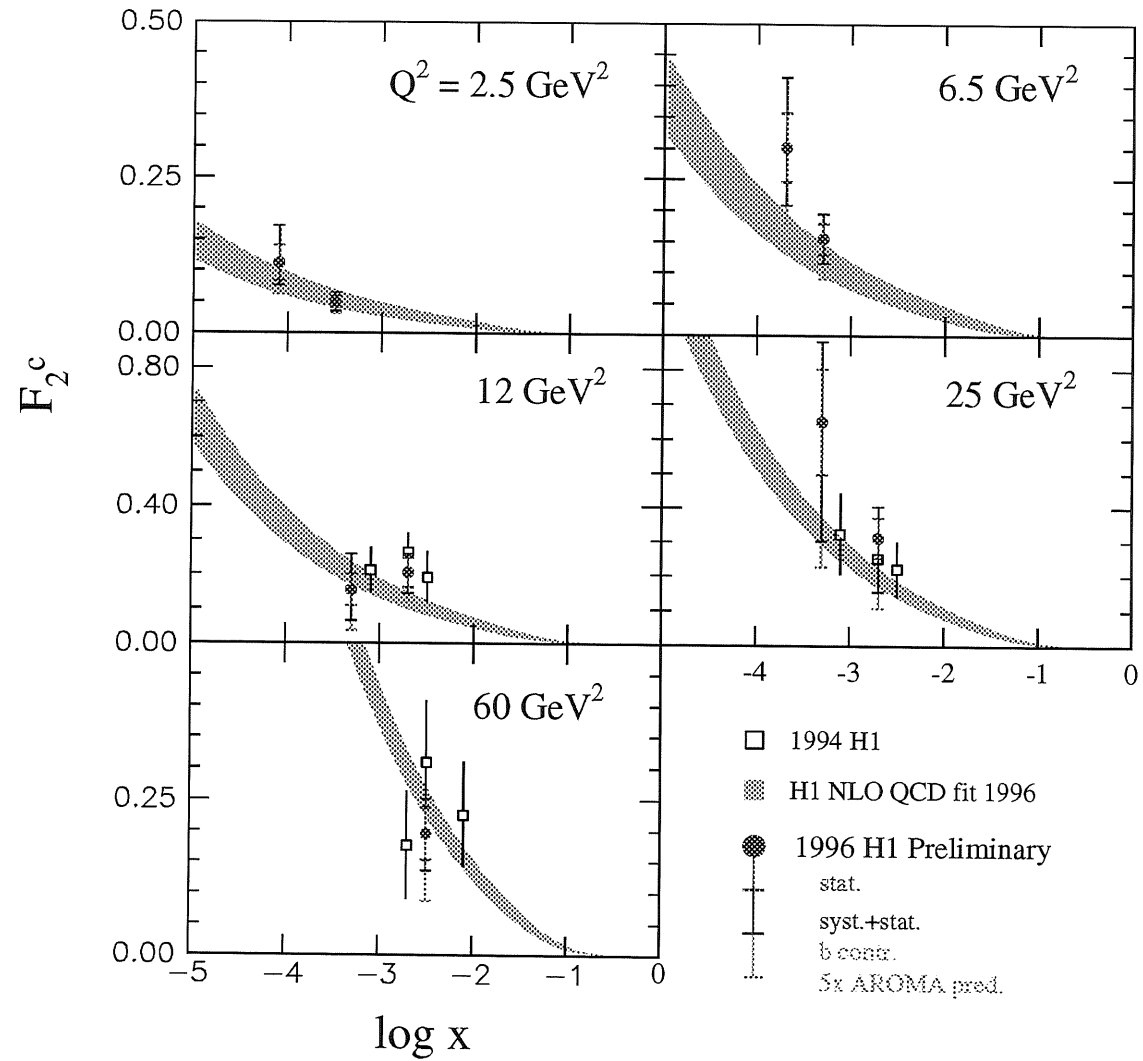 0.50
Q² = 2.5 GeV²
6.5 GeV²
0.25
0.00
F₂ᶜ
0.80
12 GeV²
25 GeV²
0.40
0.00
-4 -3 -2 -1 0
60 GeV²
1994 H1
0.25
H1 NLO QCD fit 1996
1996 H1 Preliminary
stat.
syst.+stat.
b contr.
5x AROMA pred.
0.00
-5 -4 -3 -2 -1 0
log x